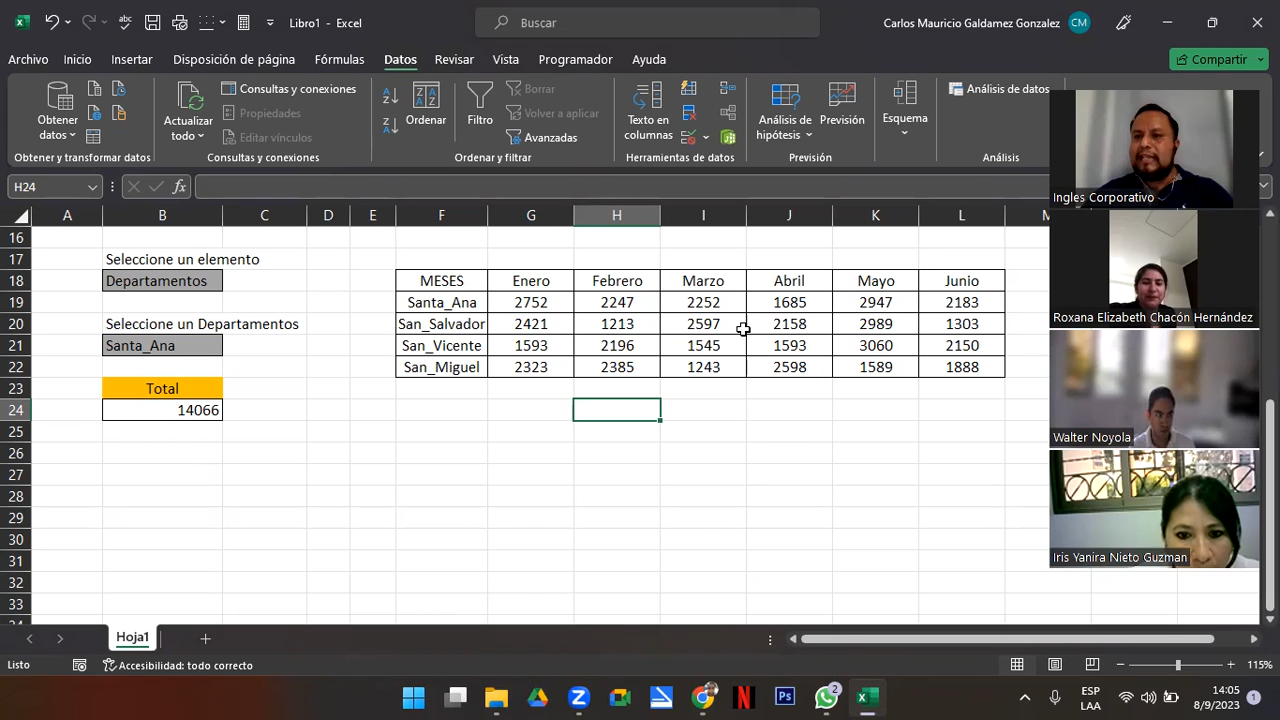 Libro1 - Excel
Buscar
Carlos Mauricio Galdamez Gonzalez
CM
Archivo Inicio Insertar Disposición de página Fórmulas Datos Revisar Vista Programador Ayuda
Compartir
Obtener datos
Obtener y transformar datos
Actualizar todo
Consultas y conexiones
Propiedades
Editar vínculos
Consultas y conexiones
Ordenar
Filtro
Borrar
Volver a aplicar
Avanzadas
Ordenar y filtrar
Texto en columnas
Herramientas de datos
Análisis de hipótesis
Previsión
Previsión
Esquema
Análisis de datos
Análisis
H24
fx
A B C D E F G H I J K L M
16
17 Seleccione un elemento
18 Departamentos MESES Enero Febrero Marzo Abril Mayo Junio
19 Santa_Ana 2752 2247 2252 1685 2947 2183
20 Seleccione un Departamentos San_Salvador 2421 1213 2597 2158 2989 1303
21 Santa_Ana San_Vicente 1593 2196 1545 1593 3060 2150
22 San_Miguel 2323 2385 1243 2598 1589 1888
23 Total
24 14066
25
26
27
28
29
30
31
32
33
Ingles Corporativo
Roxana Elizabeth Chacón Hernández
Walter Noyola
Iris Yanira Nieto Guzman
Hoja1
Listo
Accesibilidad: todo correcto
115%
2
Ps
ESP
LAA
14:05
8/9/2023
1